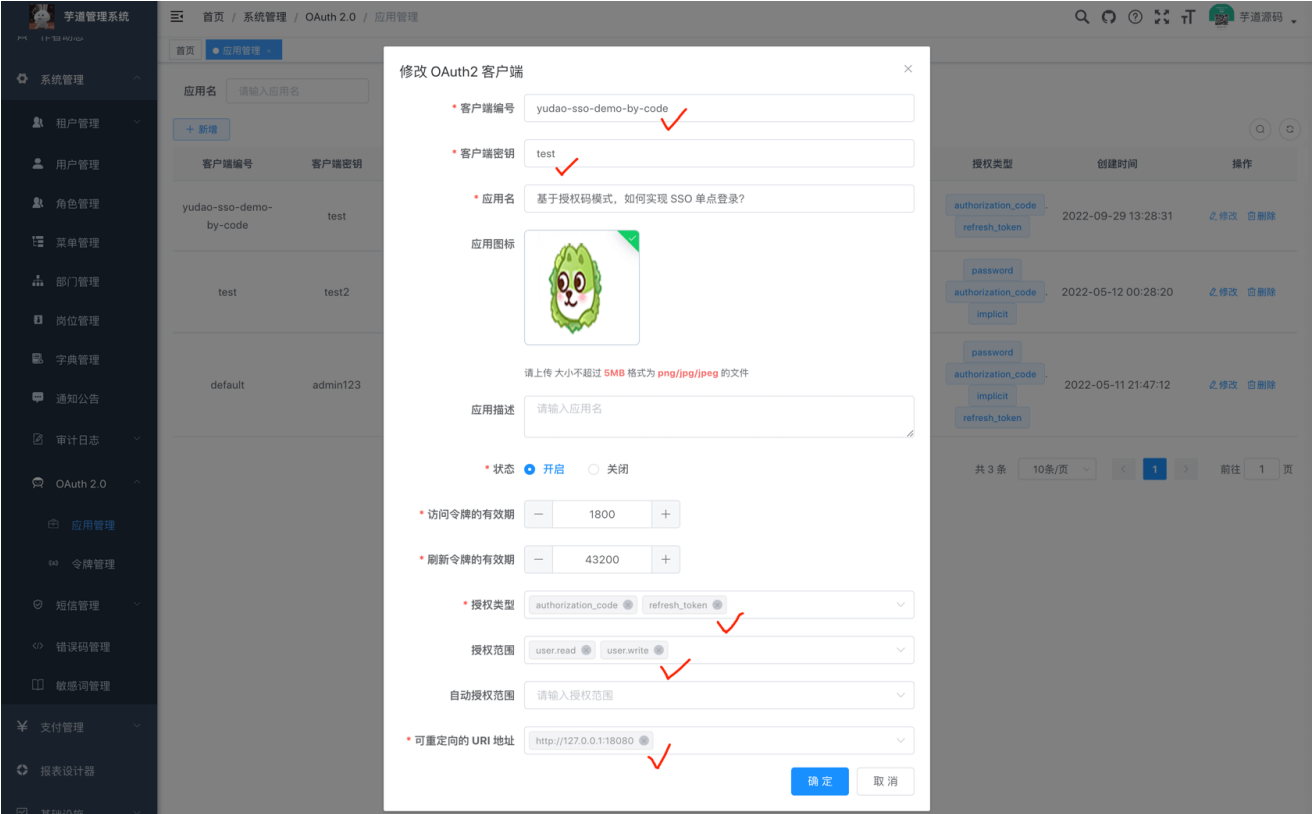 芋道管理系统
首页 / 系统管理 / OAuth 2.0 / 应用管理
芋道源码
首页
应用管理 ×
系统管理
租户管理
用户管理
角色管理
菜单管理
部门管理
岗位管理
字典管理
通知公告
审计日志
OAuth 2.0
应用管理
令牌管理
短信管理
错误码管理
敏感词管理
支付管理
报表设计器
应用名 请输入应用名
+ 新增
客户端编号 客户端密钥 授权类型 创建时间 操作
yudao-sso-demo-
by-code
test
authorization_code
refresh_token
2022-09-29 13:28:31 修改 删除
test test2
password
authorization_code
implicit
2022-05-12 00:28:20 修改 删除
default admin123
password
authorization_code
implicit
refresh_token
2022-05-11 21:47:12 修改 删除
共 3 条 10条/页 1 前往 1 页
修改 OAuth2 客户端
* 客户端编号 yudao-sso-demo-by-code
* 客户端密钥 test
* 应用名 基于授权码模式，如何实现 SSO 单点登录?
应用图标
请上传 大小不超过 5MB 格式为 png/jpg/jpeg 的文件
应用描述 请输入应用名
* 状态 开启 关闭
* 访问令牌的有效期 − 1800 +
* 刷新令牌的有效期 − 43200 +
* 授权类型 authorization_code refresh_token
授权范围 user.read user.write
自动授权范围 请输入授权范围
* 可重定向的 URI 地址 http://127.0.0.1:18080
确 定 取 消